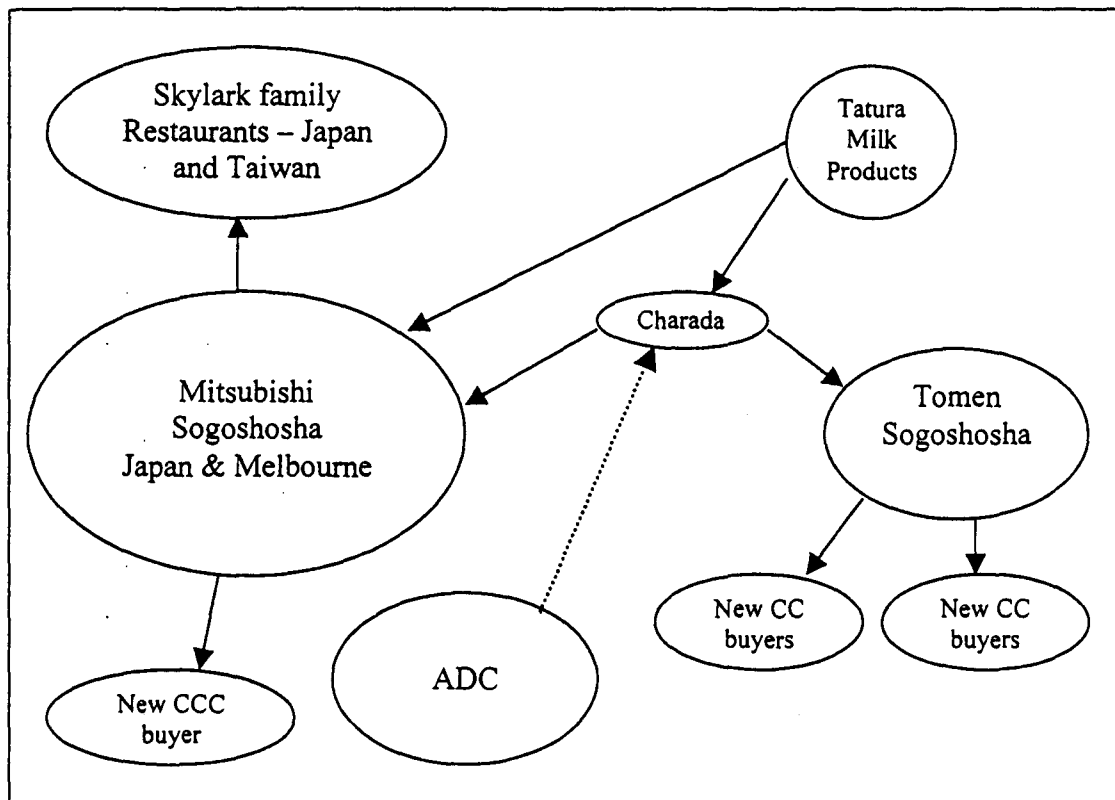 Skylark family
Restaurants – Japan
and Taiwan
Tatura
Milk
Products
Charada
Mitsubishi
Sogoshosha
Japan & Melbourne
Tomen
Sogoshosha
New CC
buyers
New CC
buyers
ADC
New CCC
buyer